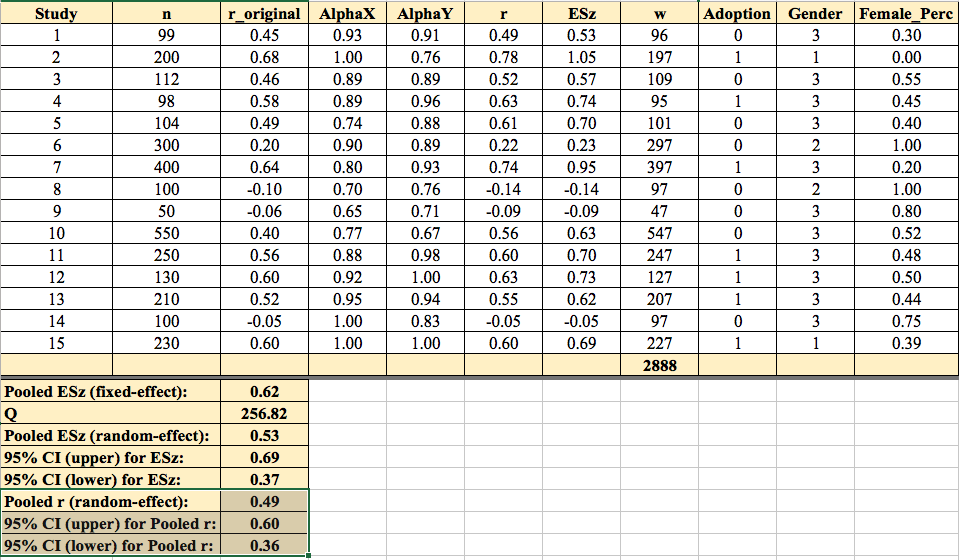 Study n r_original AlphaX AlphaY r ESz w Adoption Gender Female_Perc
1 99 0.45 0.93 0.91 0.49 0.53 96 0 3 0.30
2 200 0.68 1.00 0.76 0.78 1.05 197 1 1 0.00
3 112 0.46 0.89 0.89 0.52 0.57 109 0 3 0.55
4 98 0.58 0.89 0.96 0.63 0.74 95 1 3 0.45
5 104 0.49 0.74 0.88 0.61 0.70 101 0 3 0.40
6 300 0.20 0.90 0.89 0.22 0.23 297 0 2 1.00
7 400 0.64 0.80 0.93 0.74 0.95 397 1 3 0.20
8 100 -0.10 0.70 0.76 -0.14 -0.14 97 0 2 1.00
9 50 -0.06 0.65 0.71 -0.09 -0.09 47 0 3 0.80
10 550 0.40 0.77 0.67 0.56 0.63 547 0 3 0.52
11 250 0.56 0.88 0.98 0.60 0.70 247 1 3 0.48
12 130 0.60 0.92 1.00 0.63 0.73 127 1 3 0.50
13 210 0.52 0.95 0.94 0.55 0.62 207 1 3 0.44
14 100 -0.05 1.00 0.83 -0.05 -0.05 97 0 3 0.75
15 230 0.60 1.00 1.00 0.60 0.69 227 1 1 0.39
2888
Pooled ESz (fixed-effect): 0.62
Q 256.82
Pooled ESz (random-effect): 0.53
95% CI (upper) for ESz: 0.69
95% CI (lower) for ESz: 0.37
Pooled r (random-effect): 0.49
95% CI (upper) for Pooled r: 0.60
95% CI (lower) for Pooled r: 0.36